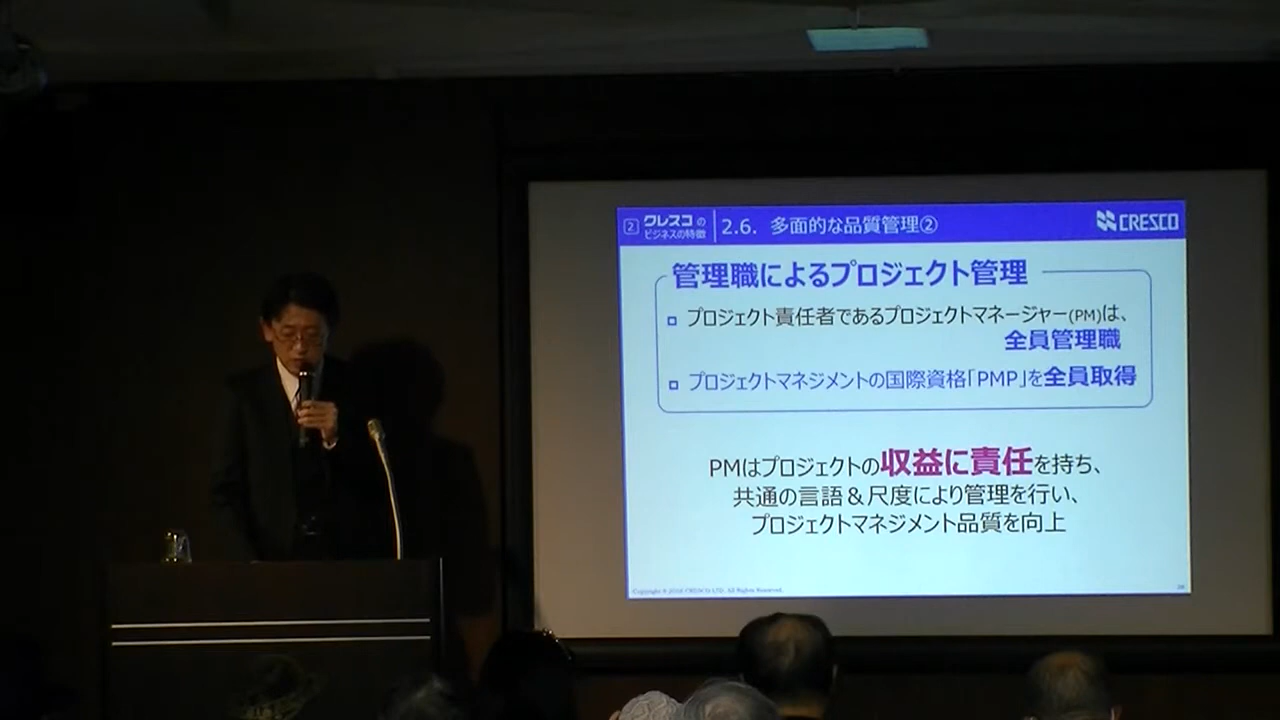 2 クレスコの ビジネスの特徴
2.6. 多面的な品質管理②
CRESCO
管理職によるプロジェクト管理
プロジェクト責任者であるプロジェクトマネージャー(PM)は、
全員管理職
プロジェクトマネジメントの国際資格「PMP」を全員取得
PMはプロジェクトの収益に責任を持ち、
共通の言語＆尺度により管理を行い、
プロジェクトマネジメント品質を向上
CRESCO LTD. All Rights Reserved.